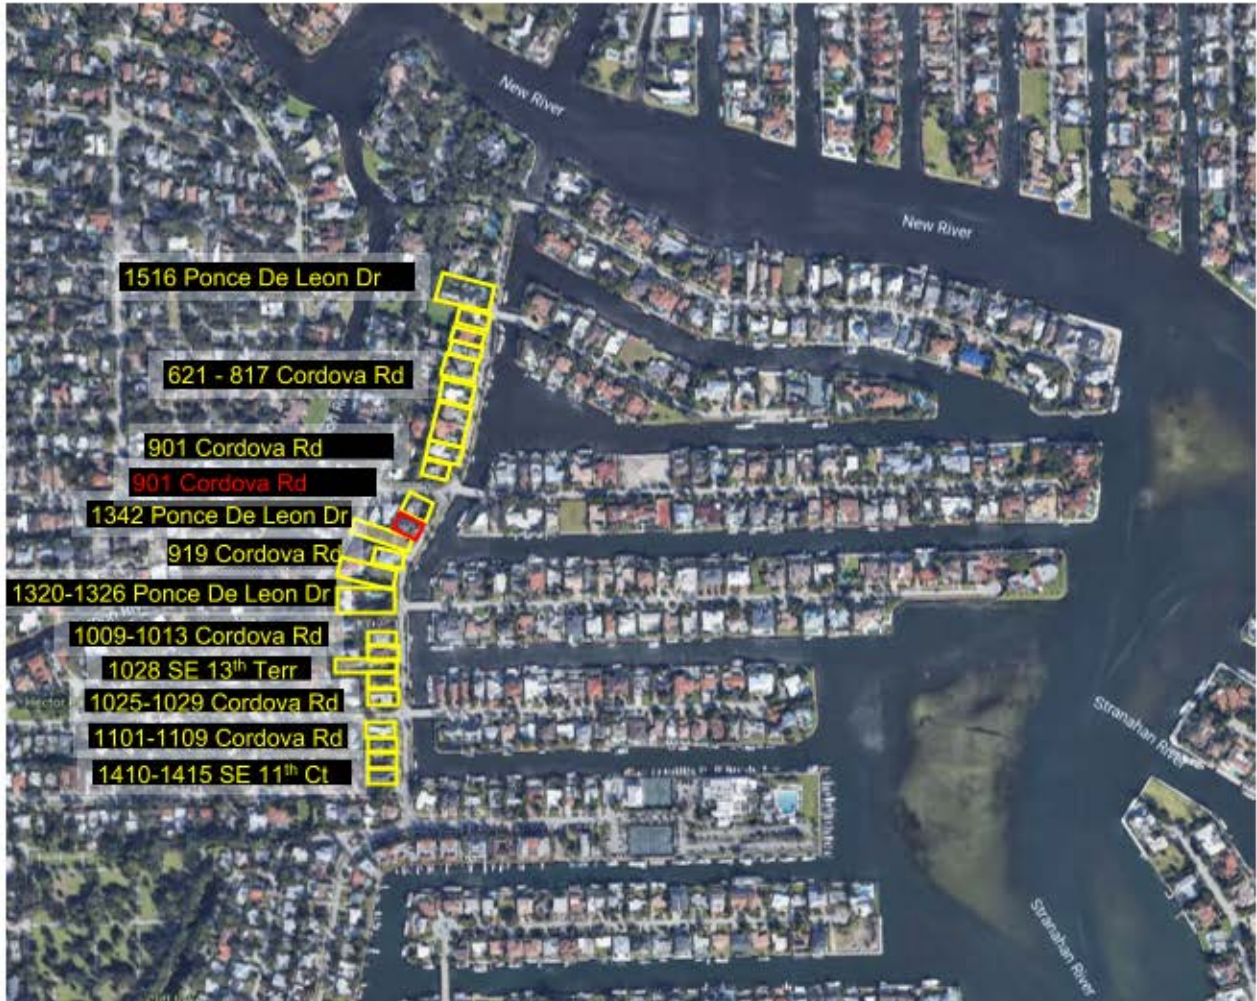 New River
New River
1516 Ponce De Leon Dr
621 - 817 Cordova Rd
901 Cordova Rd
901 Cordova Rd
1342 Ponce De Leon Dr
919 Cordova Rd
1320-1326 Ponce De Leon Dr
1009-1013 Cordova Rd
1028 SE 13th Terr
1025-1029 Cordova Rd
1101-1109 Cordova Rd
1410-1415 SE 11th Ct
Stranahan River
Stranahan River